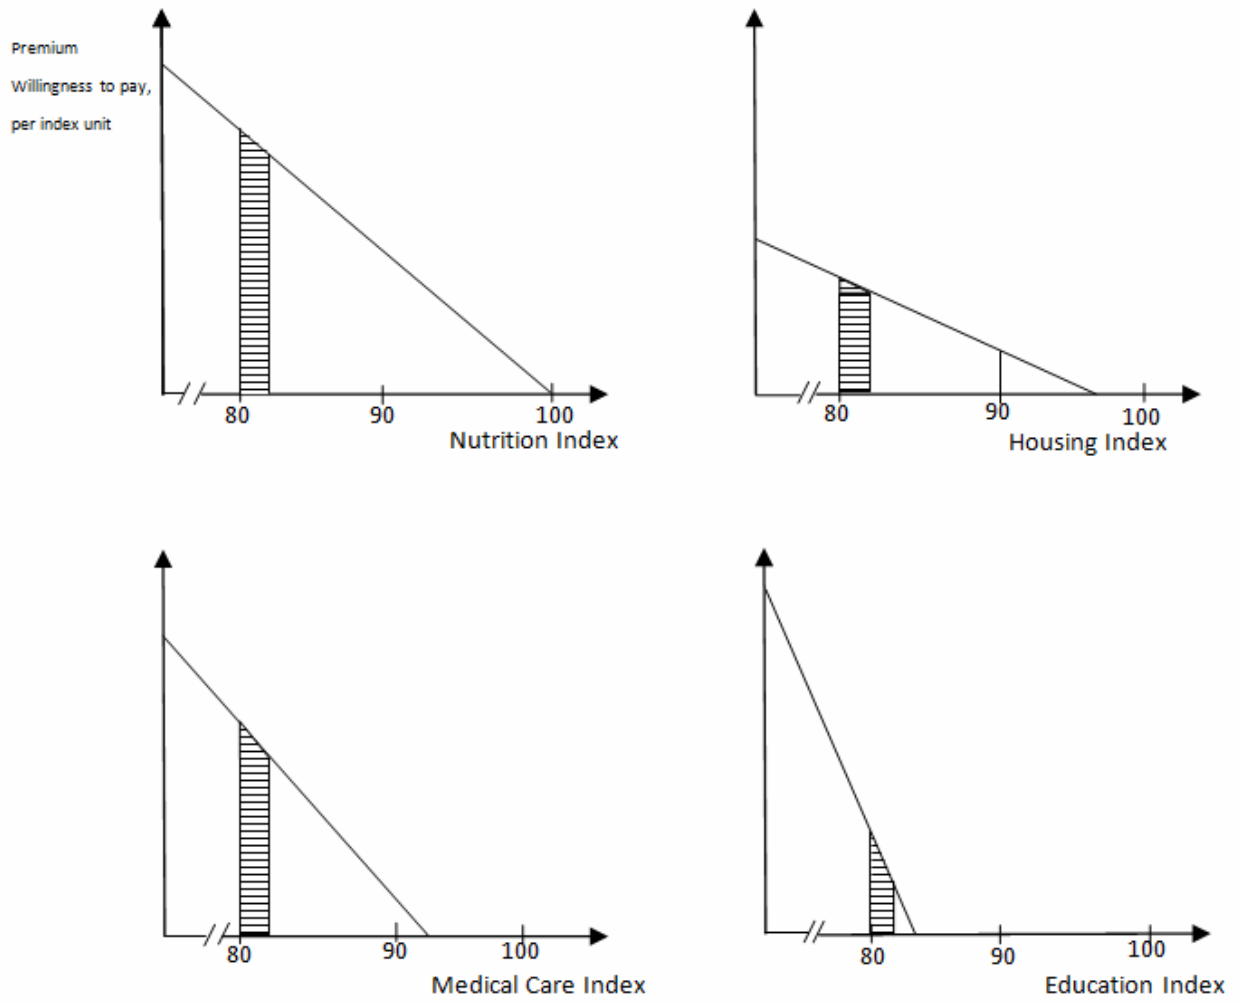 Premium
Willingness to pay,
per index unit
80 90 100
Nutrition Index
80 90 100
Housing Index
80 90 100
Medical Care Index
80 90 100
Education Index